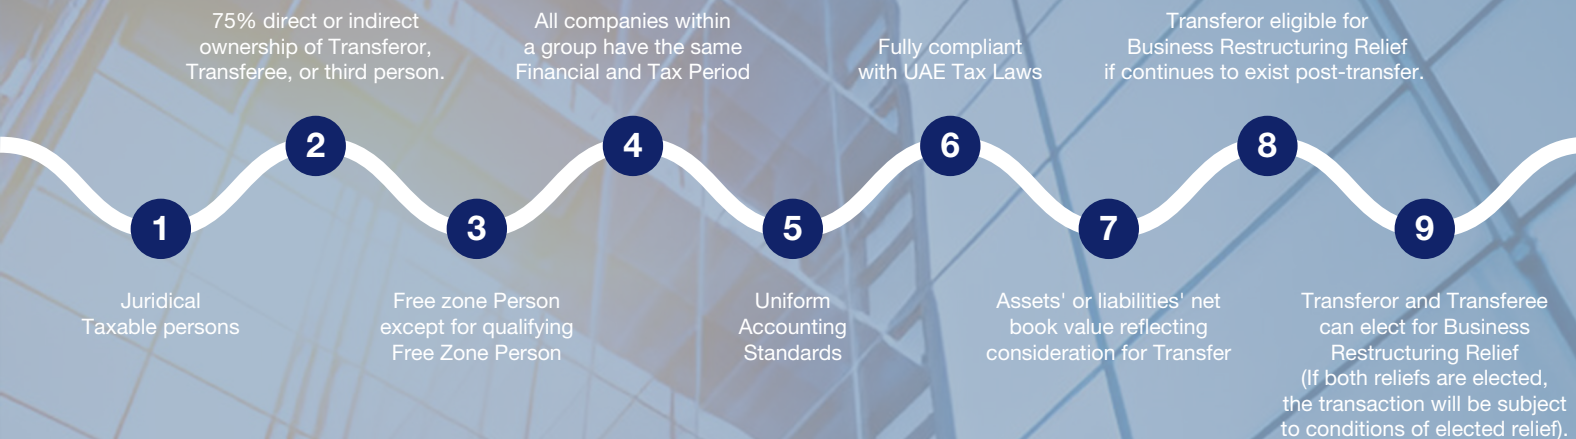 75% direct or indirect
ownership of Transferor,
Transferee, or third person.
All companies within
a group have the same
Financial and Tax Period
Fully compliant
with UAE Tax Laws
Transferor eligible for
Business Restructuring Relief
if continues to exist post-transfer.
2
4
6
8
1
3
5
7
9
Juridical
Taxable persons
Free zone Person
except for qualifying
Free Zone Person
Uniform
Accounting
Standards
Assets' or liabilities' net
book value reflecting
consideration for Transfer
Transferor and Transferee
can elect for Business
Restructuring Relief
(If both reliefs are elected,
the transaction will be subject
to conditions of elected relief).